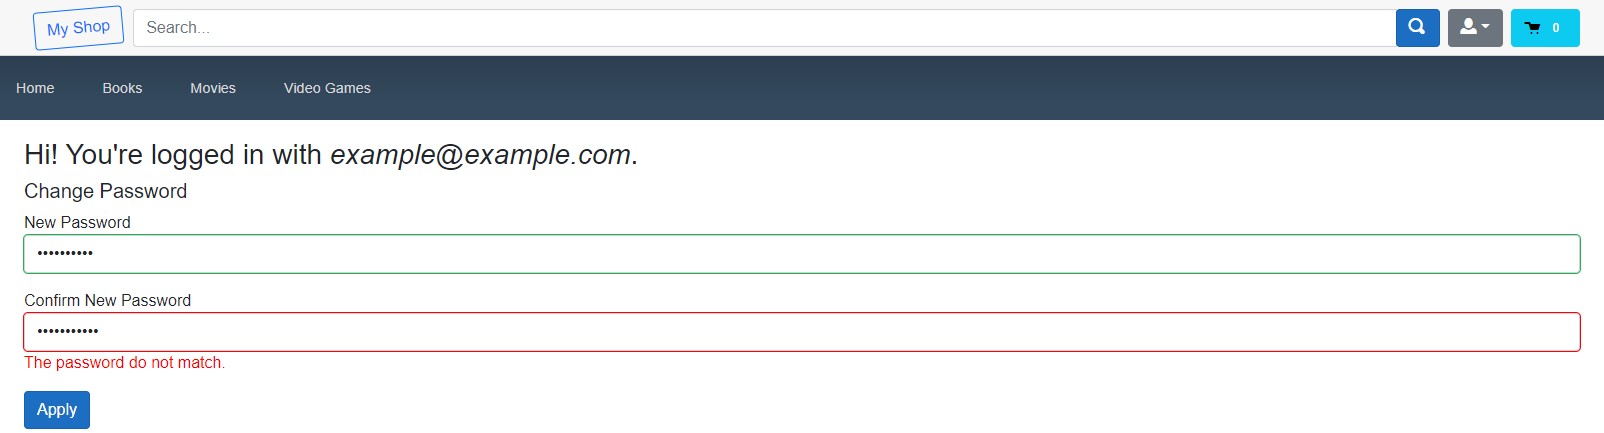 My Shop Search... 0
Home Books Movies Video Games
Hi! You're logged in with example@example.com.
Change Password
New Password
••••••••••
Confirm New Password
•••••••••••
The password do not match.
Apply